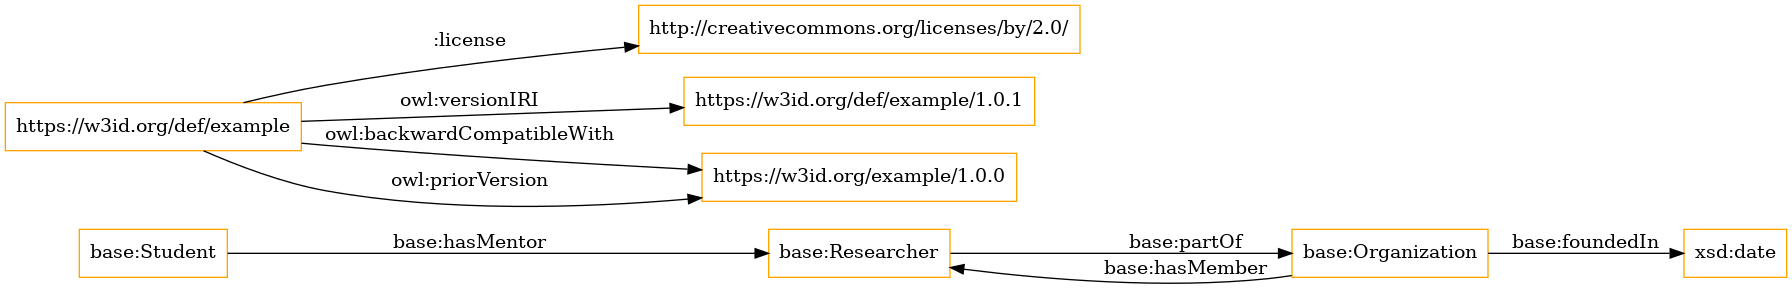 :license
http://creativecommons.org/licenses/by/2.0/
owl:versionIRI
https://w3id.org/def/example/1.0.1
https://w3id.org/def/example
owl:backwardCompatibleWith
https://w3id.org/example/1.0.0
owl:priorVersion
base:Student
base:hasMentor
base:Researcher
base:partOf
base:hasMember
base:Organization
base:foundedIn
xsd:date